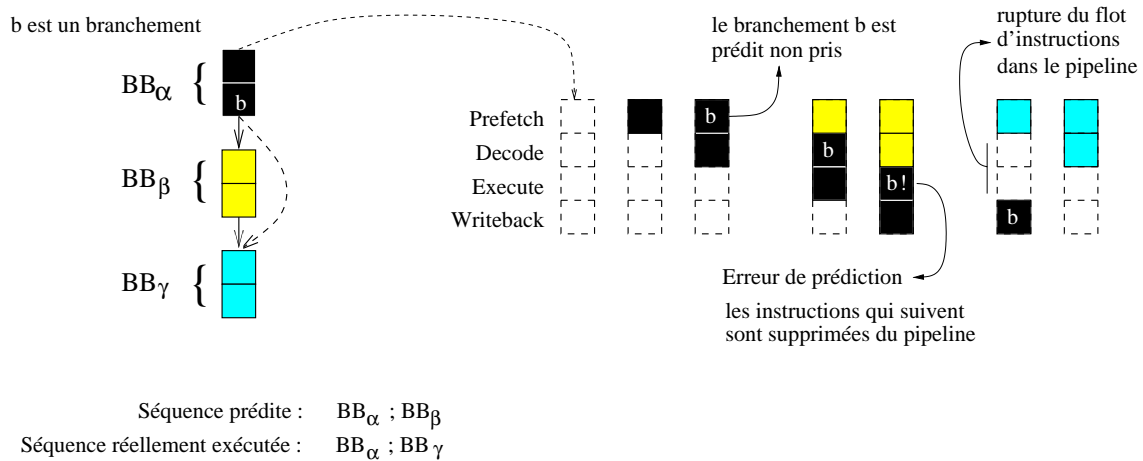 b est un branchement
BBα {
b
BBβ {
BBγ {
le branchement b est
prédit non pris
rupture du flot
d'instructions
dans le pipeline
Prefetch
Decode
Execute
Writeback
b
b
b!
b
Erreur de prédiction
les instructions qui suivent
sont supprimées du pipeline
Séquence prédite : BBα ; BBβ
Séquence réellement exécutée : BBα ; BBγ